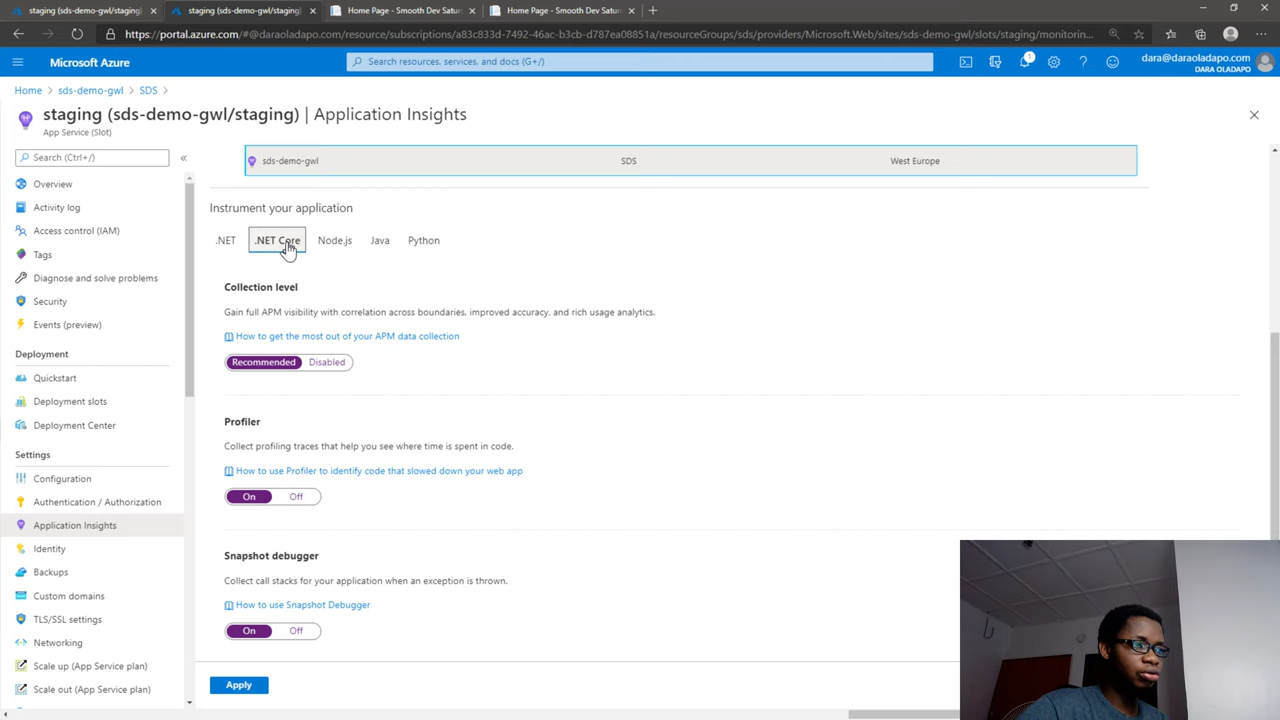 staging (sds-demo-gwl/staging)
staging (sds-demo-gwl/staging)
Home Page - Smooth Dev Satur
Home Page - Smooth Dev Satur
https://portal.azure.com/#@daraoladapo.com/resource/subscriptions/a83c833d-7492-46ac-b3cb-d787ea08851a/resourceGroups/sds/providers/Microsoft.Web/sites/sds-demo-gwl/slots/staging/monitorin...
Microsoft Azure
Search resources, services, and docs (G+/)
1
dara@daraoladapo.com
DARA OLADAPO
Home > sds-demo-gwl > SDS >
staging (sds-demo-gwl/staging) | Application Insights
App Service (Slot)
Search (Ctrl+/)
Overview
Activity log
Access control (IAM)
Tags
Diagnose and solve problems
Security
Events (preview)
Deployment
Quickstart
Deployment slots
Deployment Center
Settings
Configuration
Authentication / Authorization
Application Insights
Identity
Backups
Custom domains
TLS/SSL settings
Networking
Scale up (App Service plan)
Scale out (App Service plan)
sds-demo-gwl SDS West Europe
Instrument your application
.NET .NET Core Node.js Java Python
Collection level
Gain full APM visibility with correlation across boundaries, improved accuracy, and rich usage analytics.
How to get the most out of your APM data collection
Recommended Disabled
Profiler
Collect profiling traces that help you see where time is spent in code.
How to use Profiler to identify code that slowed down your web app
On Off
Snapshot debugger
Collect call stacks for your application when an exception is thrown.
How to use Snapshot Debugger
On Off
Apply